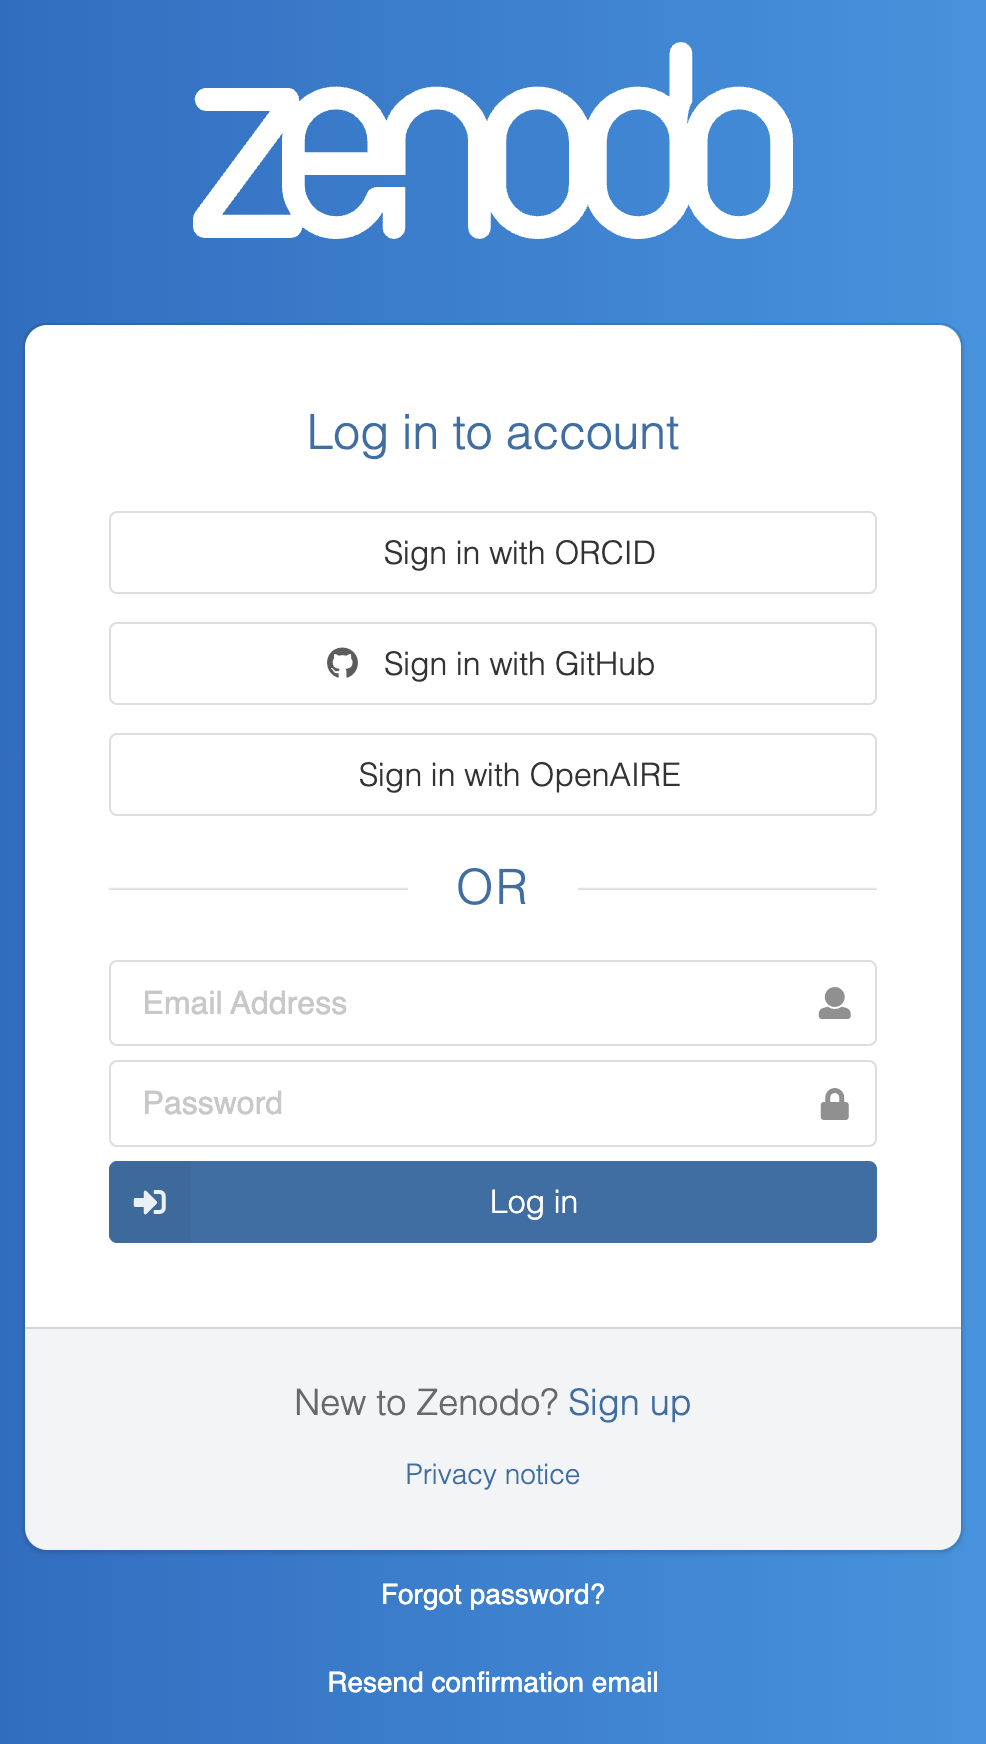 zenodo
Log in to account
Sign in with ORCID
Sign in with GitHub
Sign in with OpenAIRE
OR
Email Address
Password
Log in
New to Zenodo? Sign up
Privacy notice
Forgot password?
Resend confirmation email